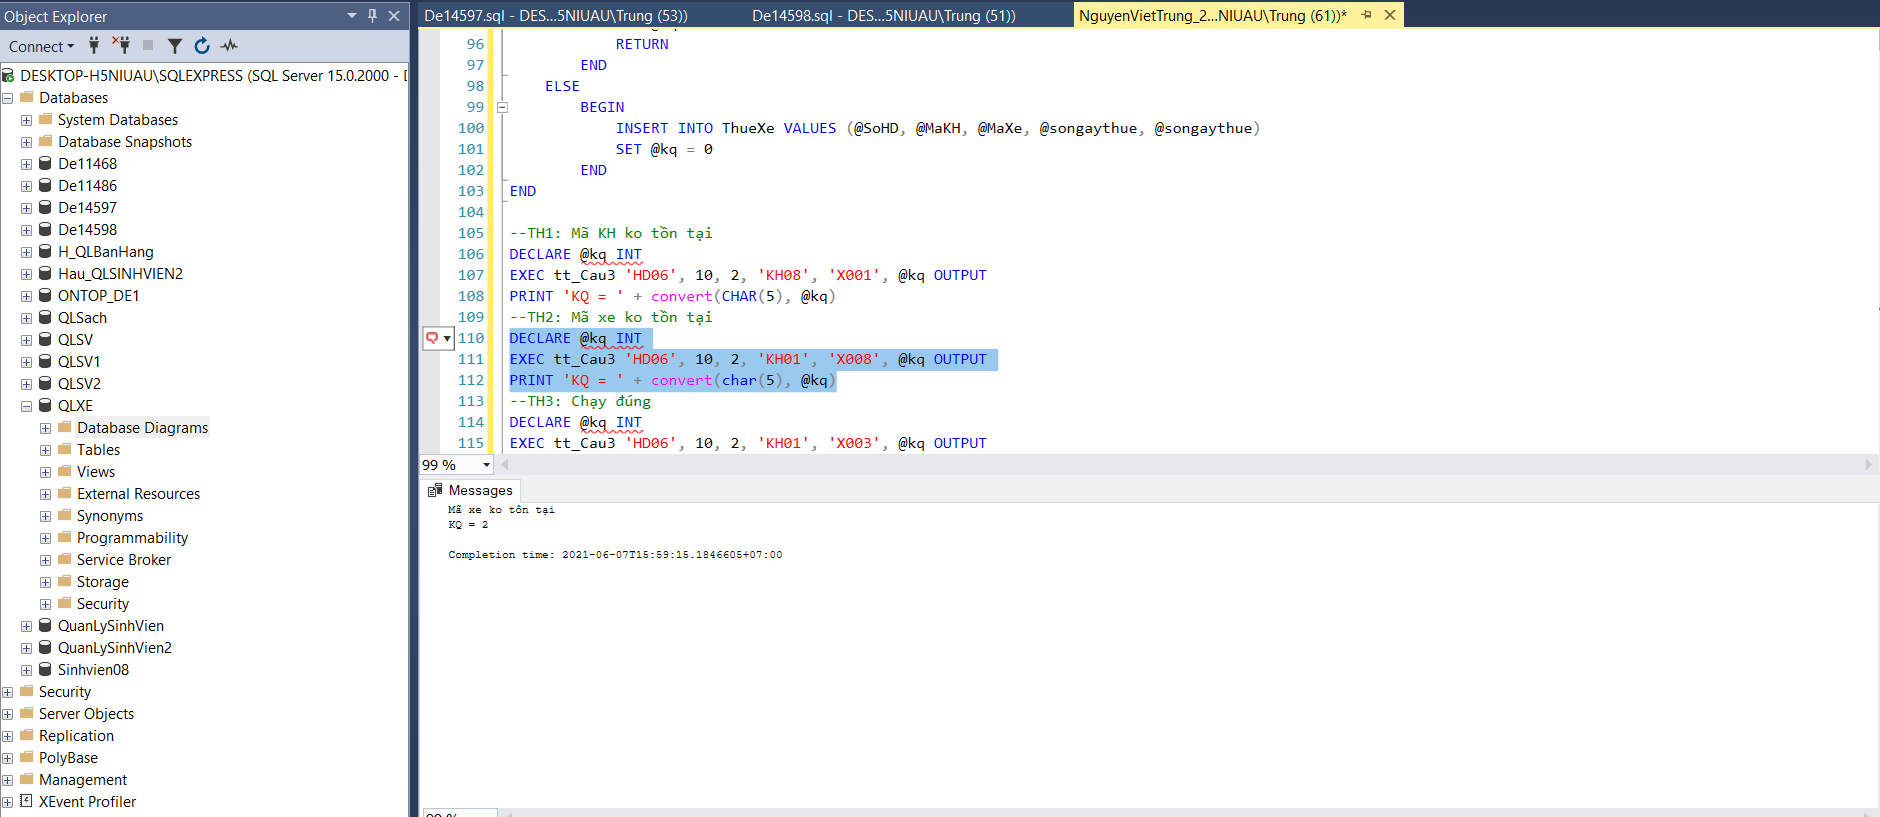 Object Explorer
Connect
DESKTOP-H5NIUAU\SQLEXPRESS (SQL Server 15.0.2000 - D
Databases
System Databases
Database Snapshots
De11468
De11486
De14597
De14598
H_QLBanHang
Hau_QLSINHVIEN2
ONTOP_DE1
QLSach
QLSV
QLSV1
QLSV2
QLXE
Database Diagrams
Tables
Views
External Resources
Synonyms
Programmability
Service Broker
Storage
Security
QuanLySinhVien
QuanLySinhVien2
Sinhvien08
Security
Server Objects
Replication
PolyBase
Management
XEvent Profiler
De14597.sql - DES...5NIUAU\Trung (53))
De14598.sql - DES...5NIUAU\Trung (51))
NguyenVietTrung_2...NIUAU\Trung (61))*
96 RETURN
97 END
98 ELSE
99 BEGIN
100 INSERT INTO ThueXe VALUES (@SoHD, @MaKH, @MaXe, @songaythue, @songaythue)
101 SET @kq = 0
102 END
103 END
104
105 --TH1: Mã KH ko tồn tại
106 DECLARE @kq INT
107 EXEC tt_Cau3 'HD06', 10, 2, 'KH08', 'X001', @kq OUTPUT
108 PRINT 'KQ = ' + convert(CHAR(5), @kq)
109 --TH2: Mã xe ko tồn tại
110 DECLARE @kq INT
111 EXEC tt_Cau3 'HD06', 10, 2, 'KH01', 'X008', @kq OUTPUT
112 PRINT 'KQ = ' + convert(char(5), @kq)
113 --TH3: Chạy đúng
114 DECLARE @kq INT
115 EXEC tt_Cau3 'HD06', 10, 2, 'KH01', 'X003', @kq OUTPUT
99 %
Messages
Mã xe ko tồn tại
KQ = 2
Completion time: 2021-06-07T15:59:15.1846605+07:00
99 %